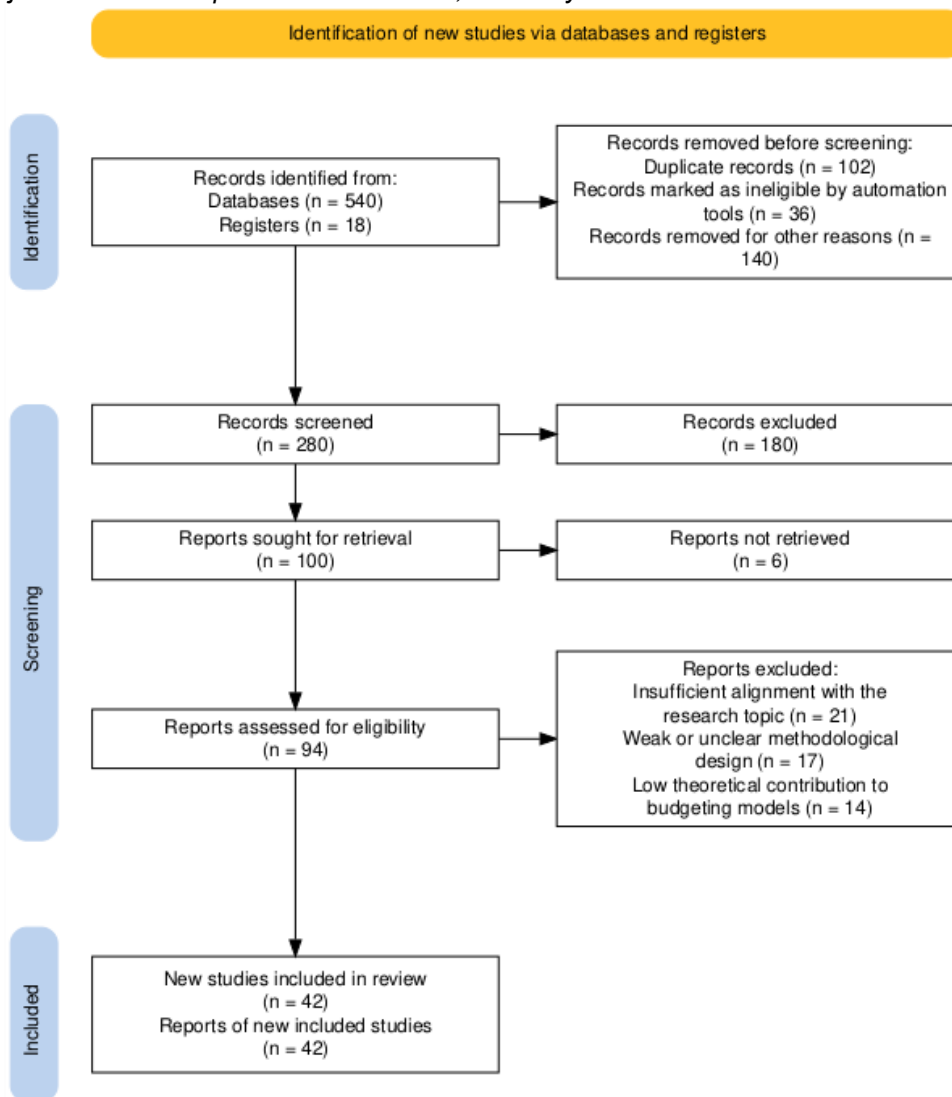 Identification of new studies via databases and registers
Identification
Records identified from:
Databases (n = 540)
Registers (n = 18)
Records removed before screening:
Duplicate records (n = 102)
Records marked as ineligible by automation
tools (n = 36)
Records removed for other reasons (n =
140)
Screening
Records screened
(n = 280)
Records excluded
(n = 180)
Reports sought for retrieval
(n = 100)
Reports not retrieved
(n = 6)
Reports assessed for eligibility
(n = 94)
Reports excluded:
Insufficient alignment with the
research topic (n = 21)
Weak or unclear methodological
design (n = 17)
Low theoretical contribution to
budgeting models (n = 14)
Included
New studies included in review
(n = 42)
Reports of new included studies
(n = 42)